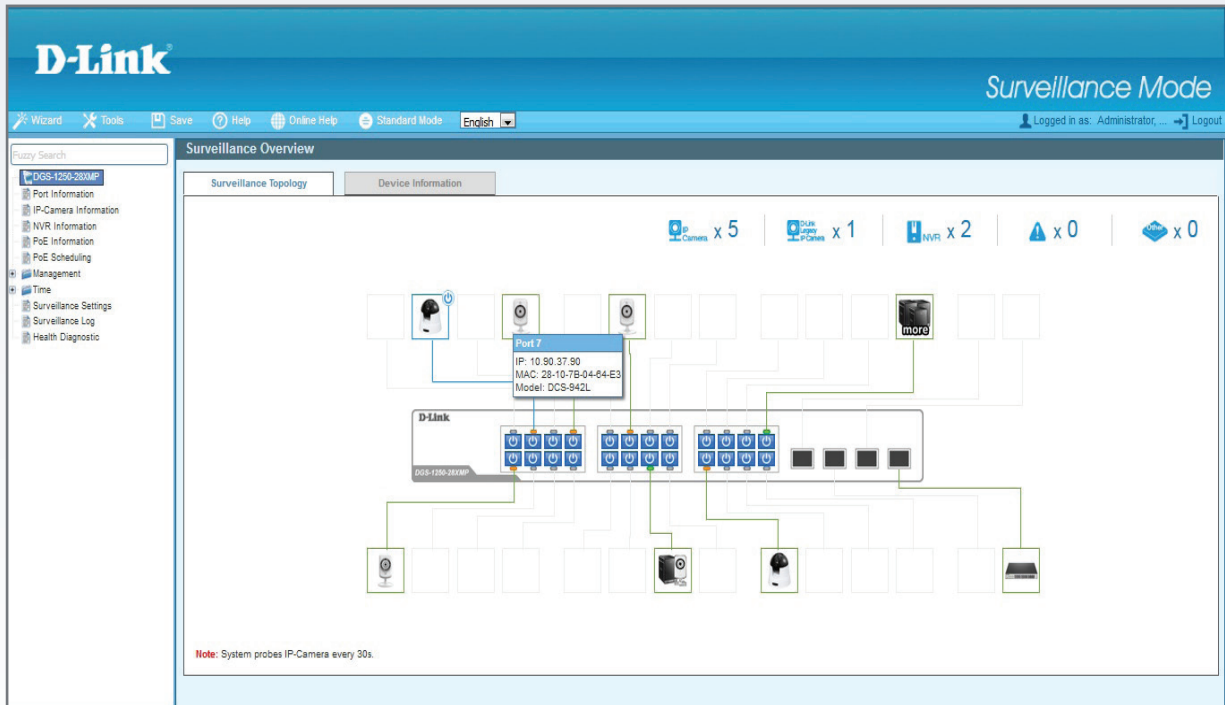 D-Link®
Surveillance Mode
Wizard Tools Save Help Online Help Standard Mode English Logged in as: Administrator, ... Logout
Fuzzy Search
DGS-1250-28XMP
Port Information
IP-Camera Information
NVR Information
PoE Information
PoE Scheduling
Management
Time
Surveillance Settings
Surveillance Log
Health Diagnostic
Surveillance Overview
Surveillance Topology Device Information
IP Camera x 5 D-Link Legacy IP Camera x 1 NVR x 2 x 0 Other x 0
more
Port 7
IP: 10.90.37.90
MAC: 28-10-7B-04-64-E3
Model: DCS-942L
D-Link
DGS-1250-28XMP
Note: System probes IP-Camera every 30s.